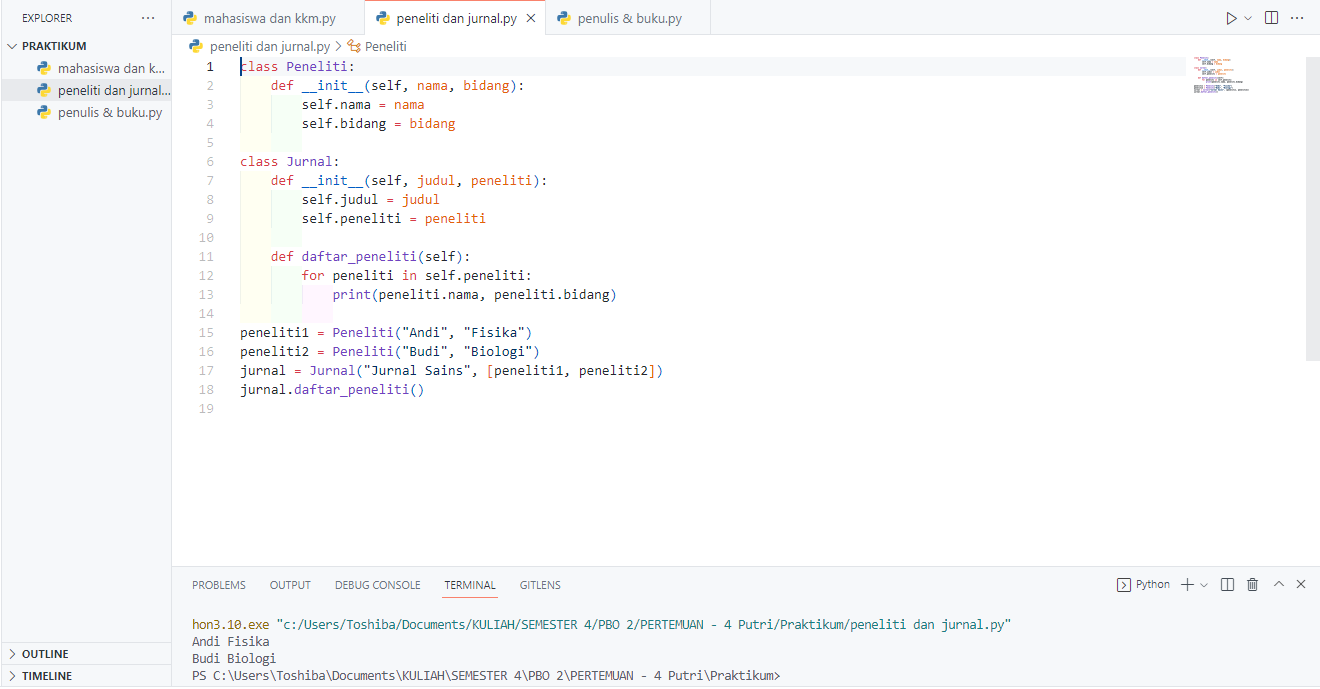 EXPLORER ...
PRAKTIKUM
mahasiswa dan k...
peneliti dan jurnal...
penulis & buku.py
OUTLINE
TIMELINE
mahasiswa dan kkm.py peneliti dan jurnal.py penulis & buku.py
peneliti dan jurnal.py > Peneliti
1 class Peneliti:
2 def __init__(self, nama, bidang):
3 self.nama = nama
4 self.bidang = bidang
5
6 class Jurnal:
7 def __init__(self, judul, peneliti):
8 self.judul = judul
9 self.peneliti = peneliti
10
11 def daftar_peneliti(self):
12 for peneliti in self.peneliti:
13 print(peneliti.nama, peneliti.bidang)
14
15 peneliti1 = Peneliti("Andi", "Fisika")
16 peneliti2 = Peneliti("Budi", "Biologi")
17 jurnal = Jurnal("Jurnal Sains", [peneliti1, peneliti2])
18 jurnal.daftar_peneliti()
19
PROBLEMS OUTPUT DEBUG CONSOLE TERMINAL GITLENS Python
hon3.10.exe "c:/Users/Toshiba/Documents/KULIAH/SEMESTER 4/PBO 2/PERTEMUAN - 4 Putri/Praktikum/peneliti dan jurnal.py"
Andi Fisika
Budi Biologi
PS C:\Users\Toshiba\Documents\KULIAH\SEMESTER 4\PBO 2\PERTEMUAN - 4 Putri\Praktikum>